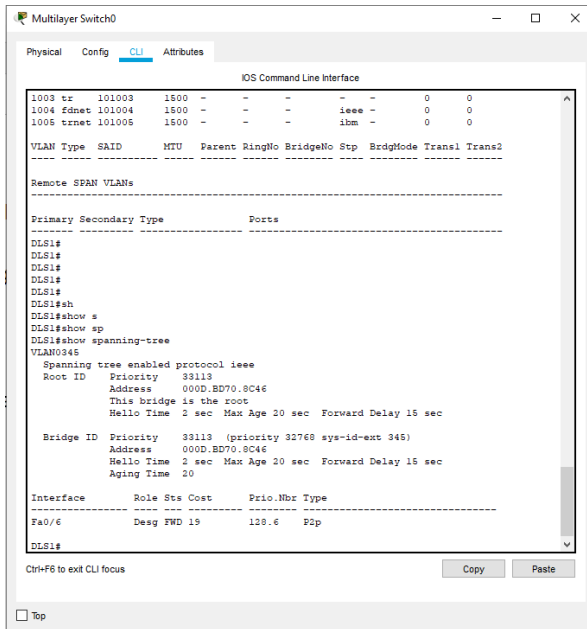 Multilayer Switch0
Physical Config CLI Attributes
IOS Command Line Interface
1003 tr    101003     1500  -      -      -        -    -        0      0
1004 fdnet 101004     1500  -      -      -        ieee -        0      0
1005 trnet 101005     1500  -      -      -        ibm  -        0      0
VLAN Type  SAID       MTU   Parent RingNo BridgeNo Stp  BrdgMode Trans1 Trans2
---- ----- ---------- ----- ------ ------ -------- ---- -------- ------ ------
Remote SPAN VLANs
------------------------------------------------------------------------------
Primary Secondary Type              Ports
------- --------- ----------------- ------------------------------------------
DLS1#
DLS1#
DLS1#
DLS1#
DLS1#
DLS1#sh
DLS1#show s
DLS1#show sp
DLS1#show spanning-tree
VLAN0345
  Spanning tree enabled protocol ieee
  Root ID    Priority    33113
             Address     000D.BD70.8C46
             This bridge is the root
             Hello Time  2 sec  Max Age 20 sec  Forward Delay 15 sec
  Bridge ID  Priority    33113  (priority 32768 sys-id-ext 345)
             Address     000D.BD70.8C46
             Hello Time  2 sec  Max Age 20 sec  Forward Delay 15 sec
             Aging Time  20
Interface        Role Sts Cost      Prio.Nbr Type
---------------- ---- --- --------- -------- --------------------------------
Fa0/6            Desg FWD 19        128.6    P2p
DLS1#
Ctrl+F6 to exit CLI focus
Copy Paste
Top